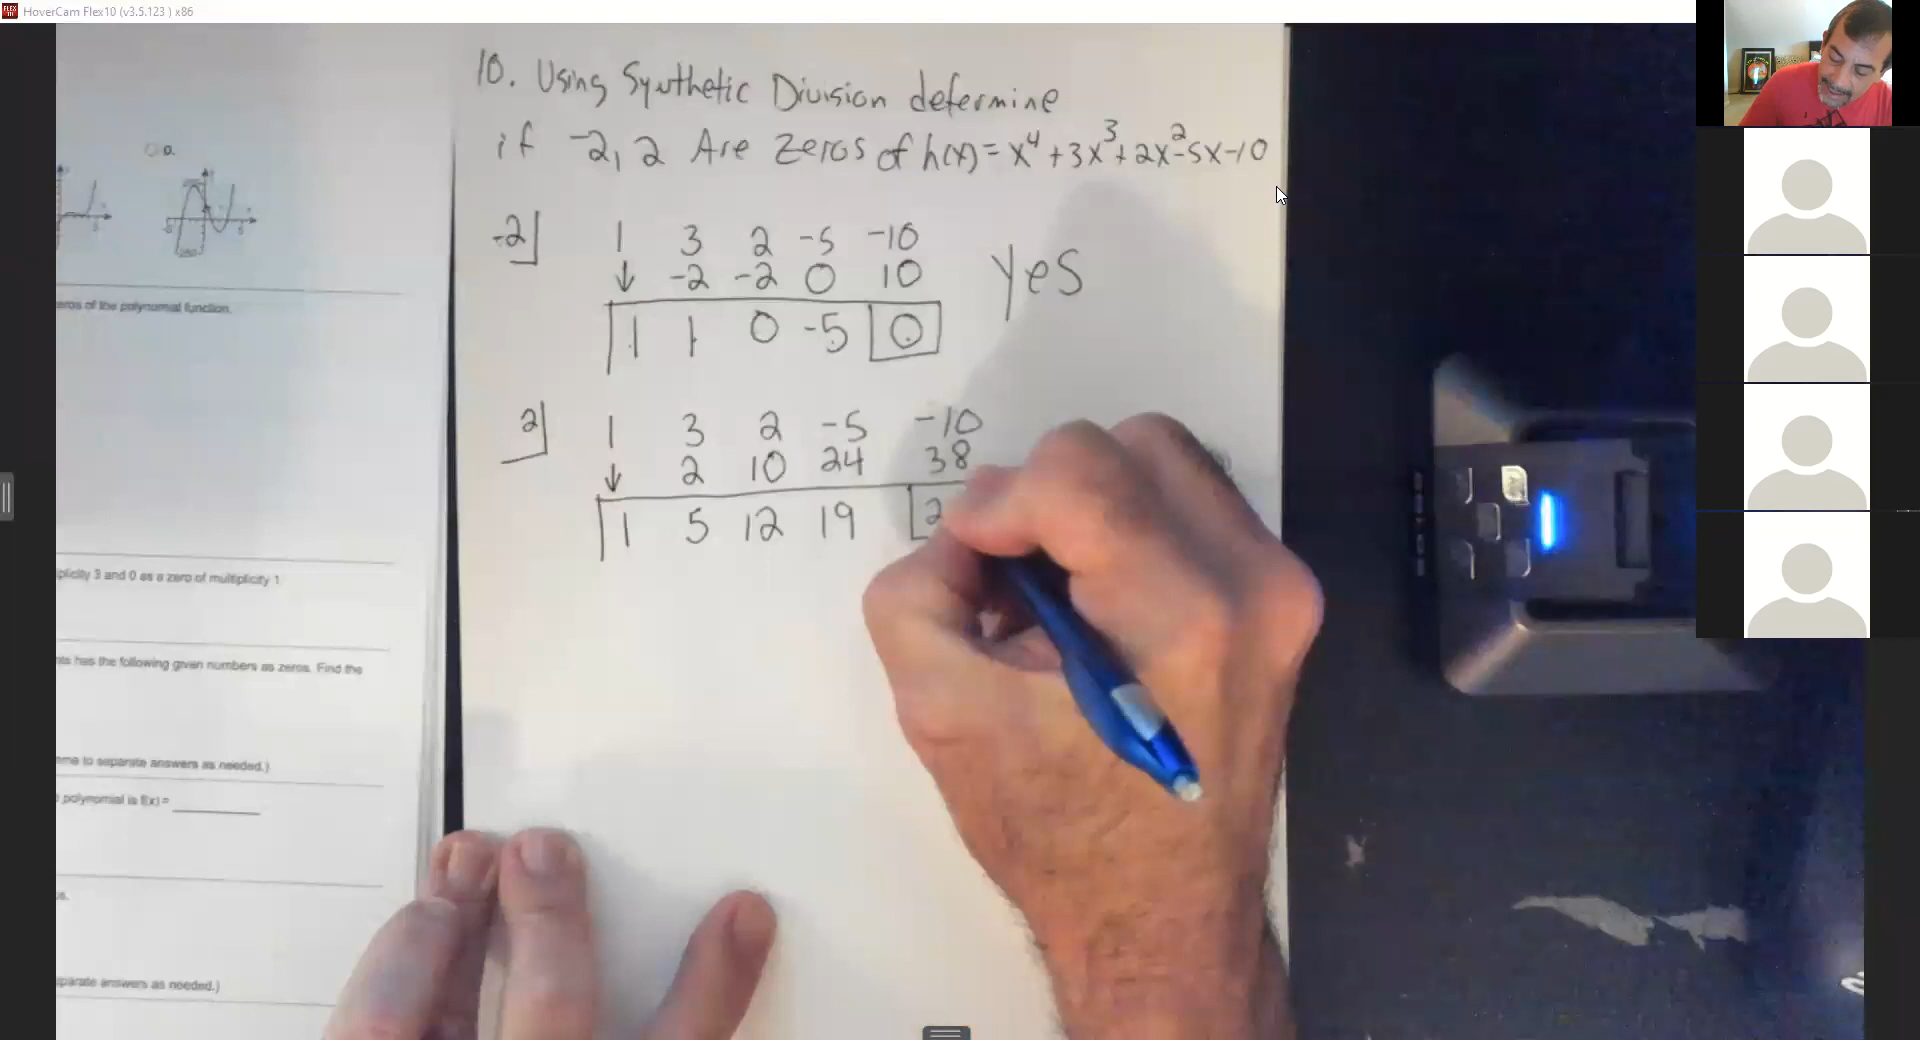 HoverCam Flex10 (v3.5.123 ) x86
10. Using Synthetic Division determine
if -2, 2 Are Zeros of h(x) = x⁴ + 3x³ + 2x² - 5x - 10
-2 1 3 2 -5 -10
↓ -2 -2 0 10 Yes
1 1 0 -5 0
2 1 3 2 -5 -10
↓ 2 10 24 38
1 5 12 19 2
a.
of the polynomial function.
3 and 0 as a zero of multiplicity 1
has the following given numbers as zeros. Find the
to separate answers as needed.)
polynomial is f(x) =
answers as needed.)